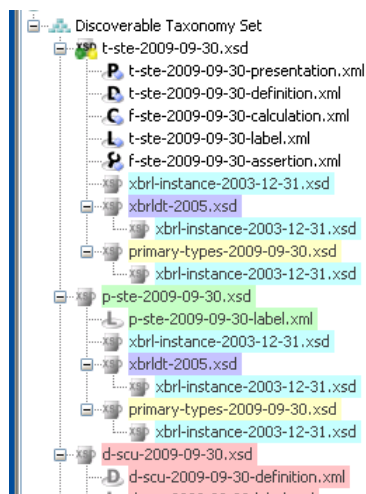 Discoverable Taxonomy Set
t-ste-2009-09-30.xsd
t-ste-2009-09-30-presentation.xml
t-ste-2009-09-30-definition.xml
f-ste-2009-09-30-calculation.xml
t-ste-2009-09-30-label.xml
f-ste-2009-09-30-assertion.xml
xbrl-instance-2003-12-31.xsd
xbrldt-2005.xsd
xbrl-instance-2003-12-31.xsd
primary-types-2009-09-30.xsd
xbrl-instance-2003-12-31.xsd
p-ste-2009-09-30.xsd
p-ste-2009-09-30-label.xml
xbrl-instance-2003-12-31.xsd
xbrldt-2005.xsd
xbrl-instance-2003-12-31.xsd
primary-types-2009-09-30.xsd
xbrl-instance-2003-12-31.xsd
d-scu-2009-09-30.xsd
d-scu-2009-09-30-definition.xml